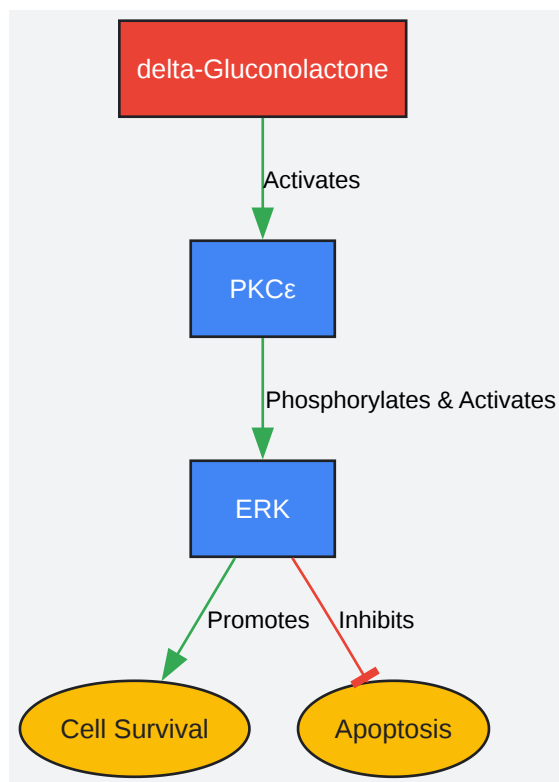 delta-Gluconolactone
Activates
PKCε
Phosphorylates & Activates
ERK
Promotes
Inhibits
Cell Survival
Apoptosis